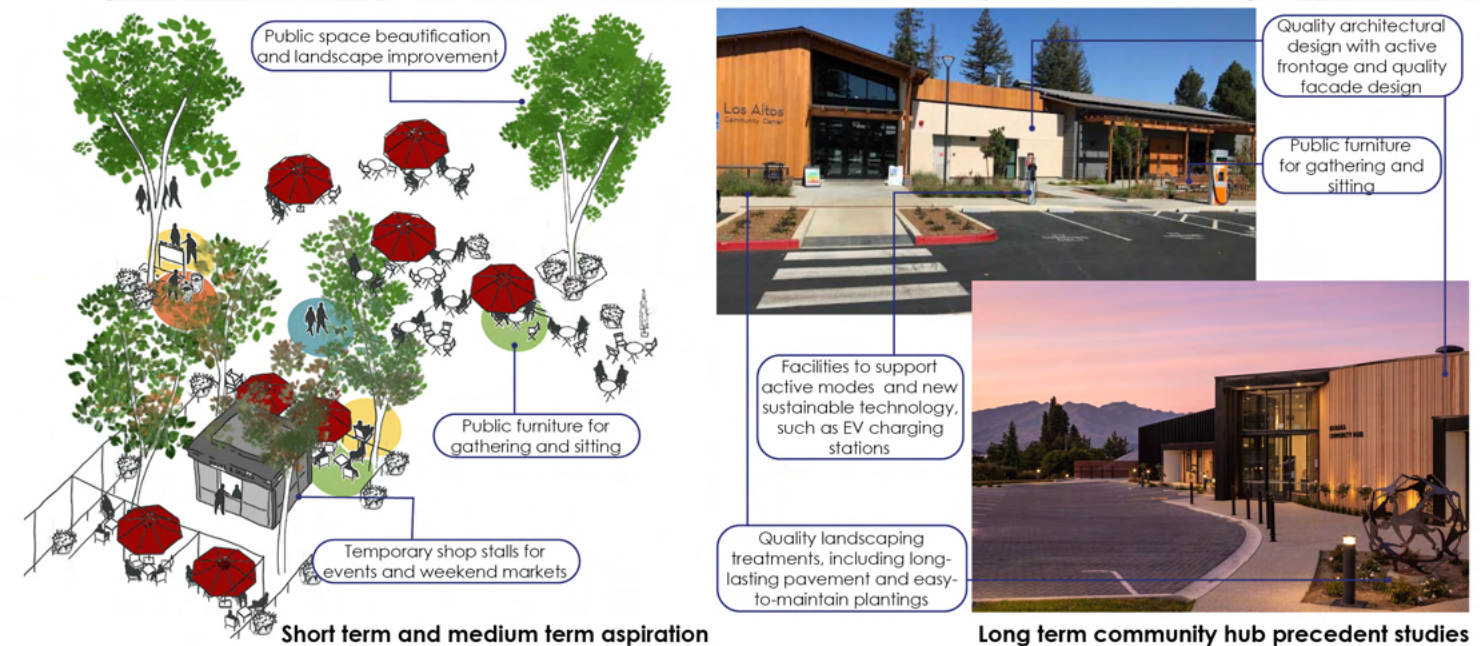 Public space beautification
and landscape improvement
Public furniture for
gathering and sitting
Temporary shop stalls for
events and weekend markets
Short term and medium term aspiration
Los Altos
Community Center
Quality architectural
design with active
frontage and quality
facade design
Public furniture
for gathering and
sitting
Facilities to support
active modes and new
sustainable technology,
such as EV charging
stations
Quality landscaping
treatments, including long-
lasting pavement and easy-
to-maintain plantings
COMMUNITY HUB
Long term community hub precedent studies